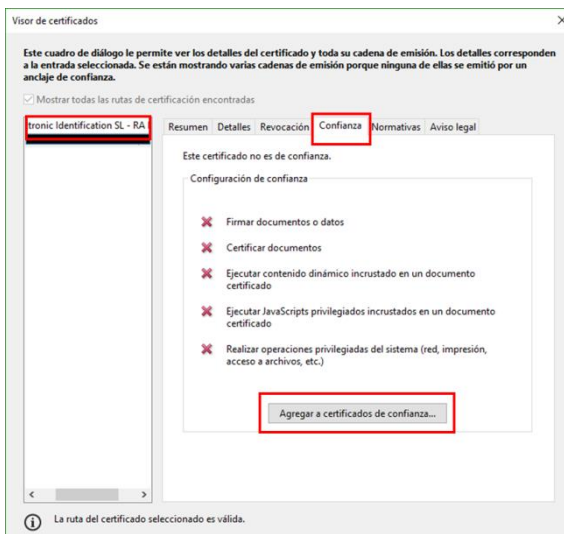 Visor de certificados
Este cuadro de diálogo le permite ver los detalles del certificado y toda su cadena de emisión. Los detalles corresponden
a la entrada seleccionada. Se están mostrando varias cadenas de emisión porque ninguna de ellas se emitió por un
anclaje de confianza.
Mostrar todas las rutas de certificación encontradas
tronic Identification SL - RA
Resumen Detalles Revocación Confianza Normativas Aviso legal
Este certificado no es de confianza.
Configuración de confianza
Firmar documentos o datos
Certificar documentos
Ejecutar contenido dinámico incrustado en un documento
certificado
Ejecutar JavaScripts privilegiados incrustados en un documento
certificado
Realizar operaciones privilegiadas del sistema (red, impresión,
acceso a archivos, etc.)
Agregar a certificados de confianza...
La ruta del certificado seleccionado es válida.